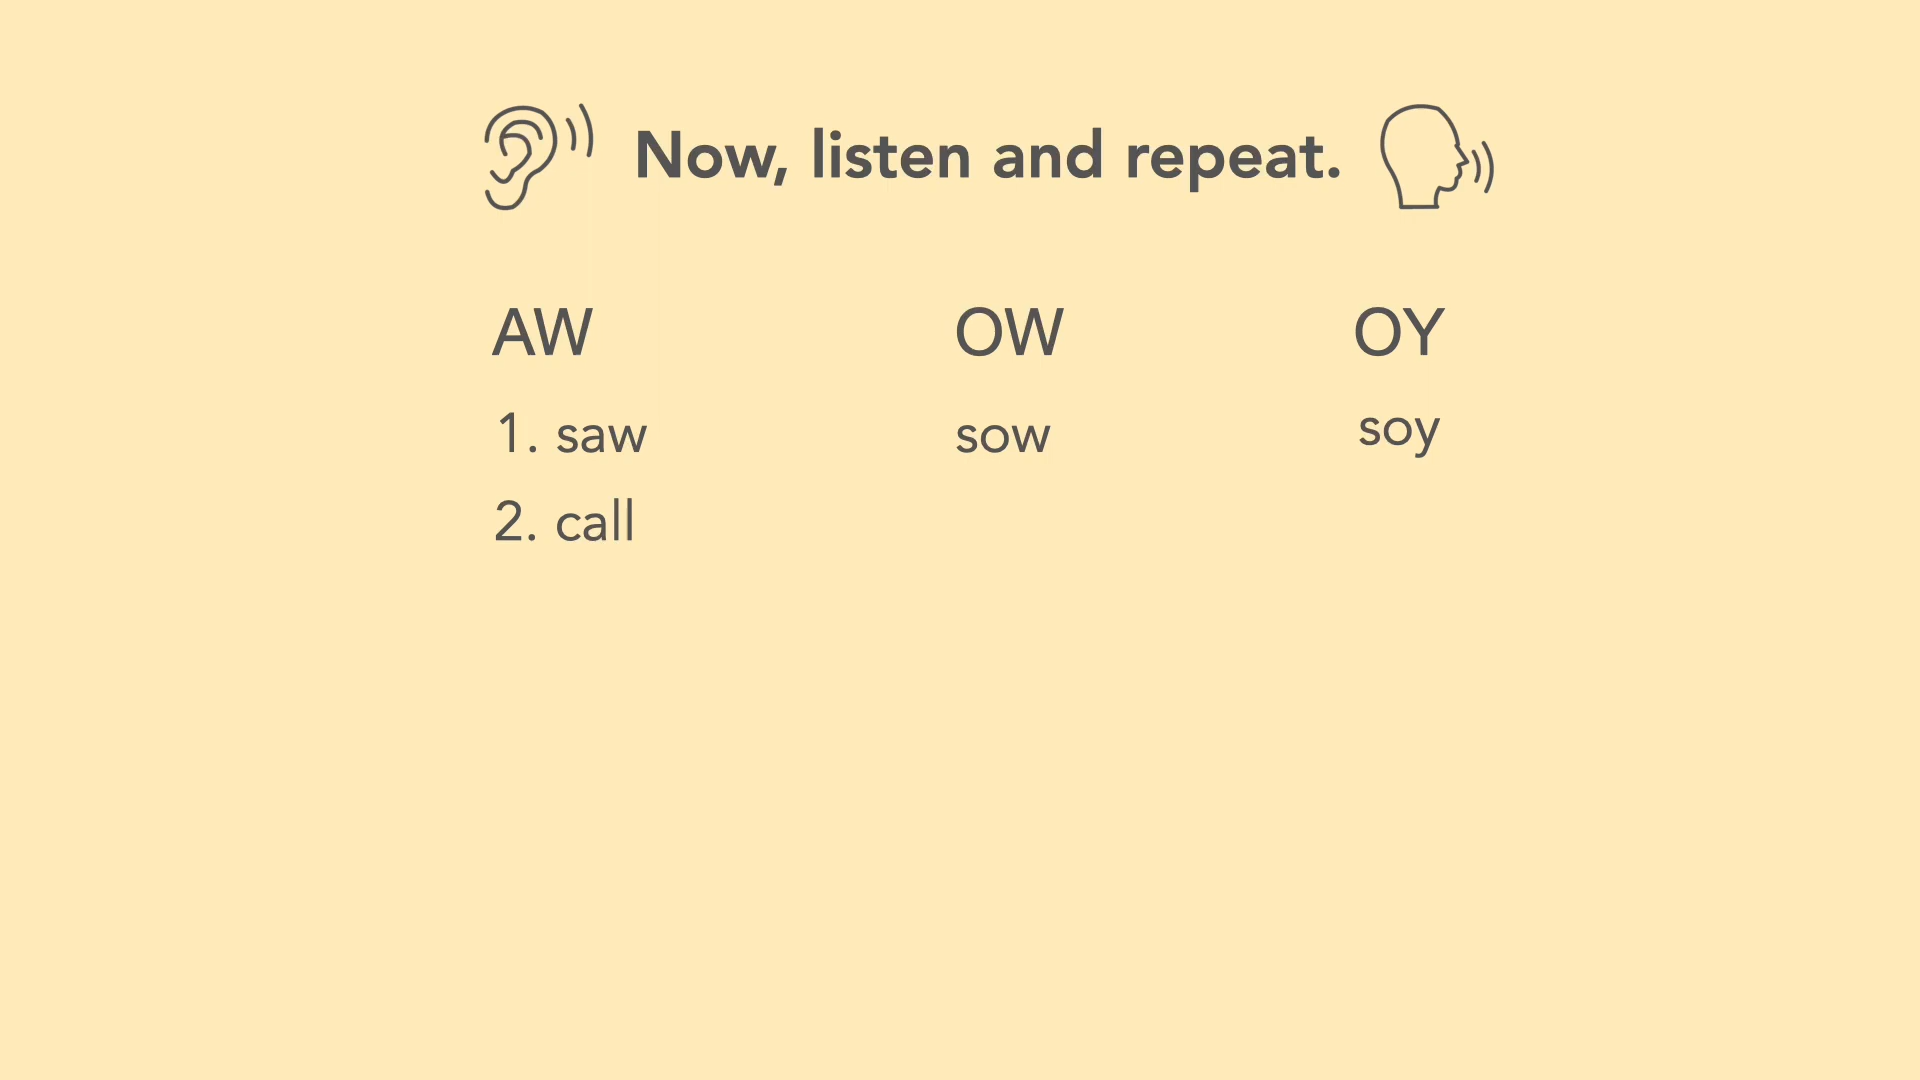 Now, listen and repeat.
AW OW OY
1. saw sow soy
2. call